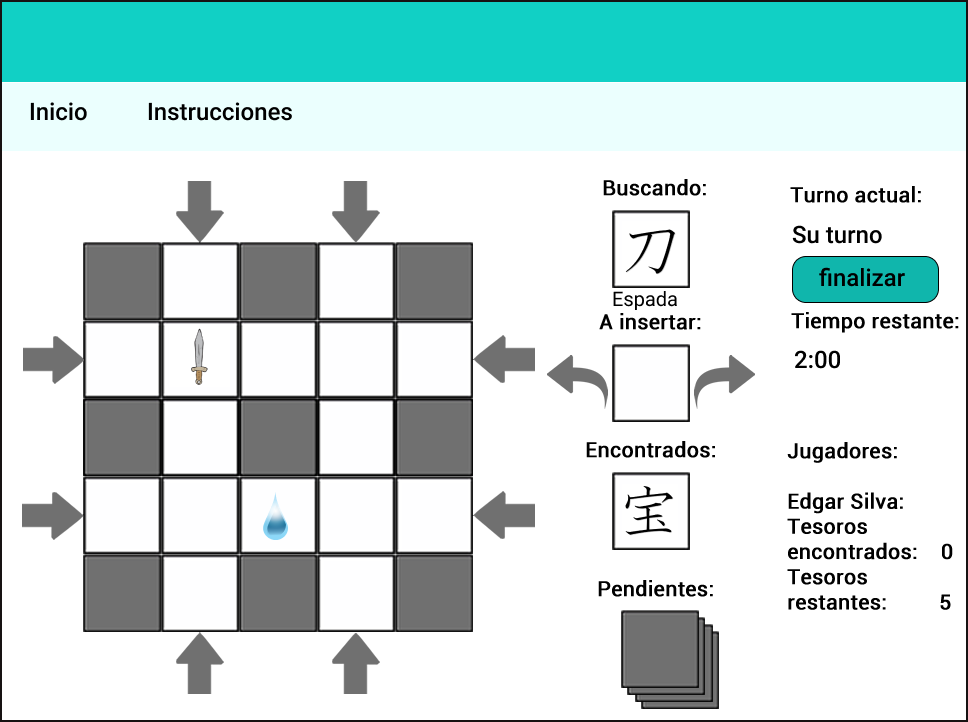 Inicio
Instrucciones
Buscando:
刀
Espada
A insertar:
Encontrados:
宝
Pendientes:
Turno actual:
Su turno
finalizar
Tiempo restante:
2:00
Jugadores:
Edgar Silva:
Tesoros
encontrados: 0
Tesoros
restantes: 5